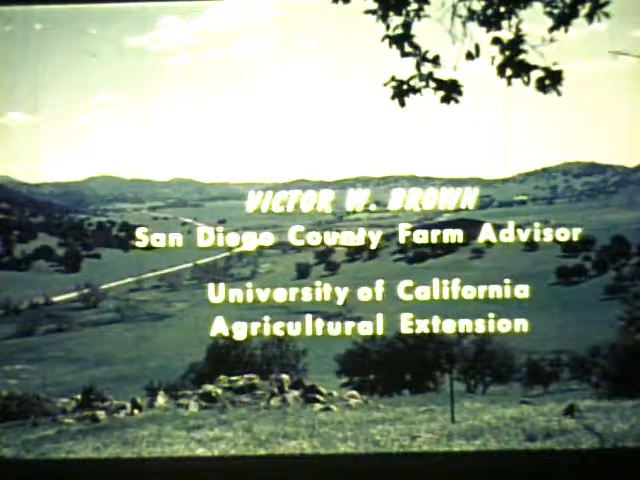 VICTOR W. BROWN
San Diego County Farm Advisor
University of California
Agricultural Extension